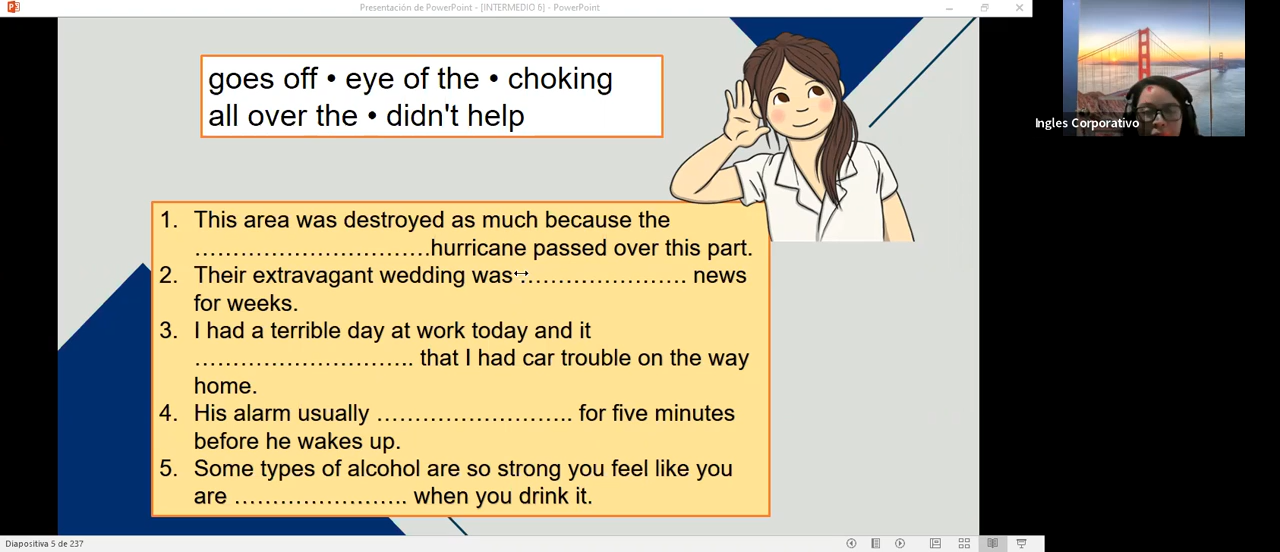 Presentación de PowerPoint - [INTERMEDIO 6] - PowerPoint
goes off • eye of the • choking
all over the • didn't help
Ingles Corporativo
1. This area was destroyed as much because the
…………………………..hurricane passed over this part.
2. Their extravagant wedding was …………………. news
for weeks.
3. I had a terrible day at work today and it
……………………….. that I had car trouble on the way
home.
4. His alarm usually …………………….. for five minutes
before he wakes up.
5. Some types of alcohol are so strong you feel like you
are ………………….. when you drink it.
Diapositiva 5 de 237